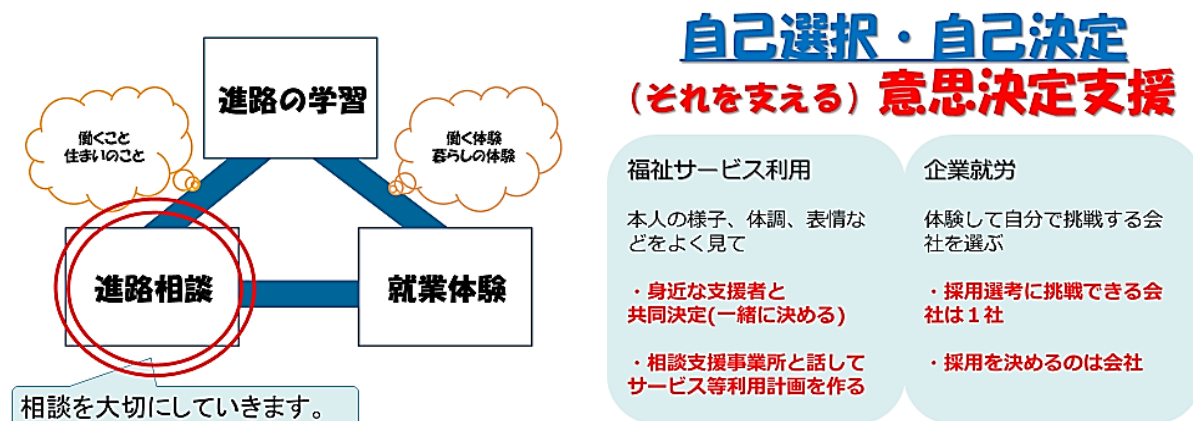 進路の学習
働くこと
住まいのこと
働く体験
暮らしの体験
進路相談
就業体験
相談を大切にしていきます。
自己選択・自己決定
（それを支える）意思決定支援
福祉サービス利用
本人の様子、体調、表情な
どをよく見て
・身近な支援者と
共同決定(一緒に決める)
・相談支援事業所と話して
サービス等利用計画を作る
企業就労
体験して自分で挑戦する会
社を選ぶ
・採用選考に挑戦できる会
社は１社
・採用を決めるのは会社